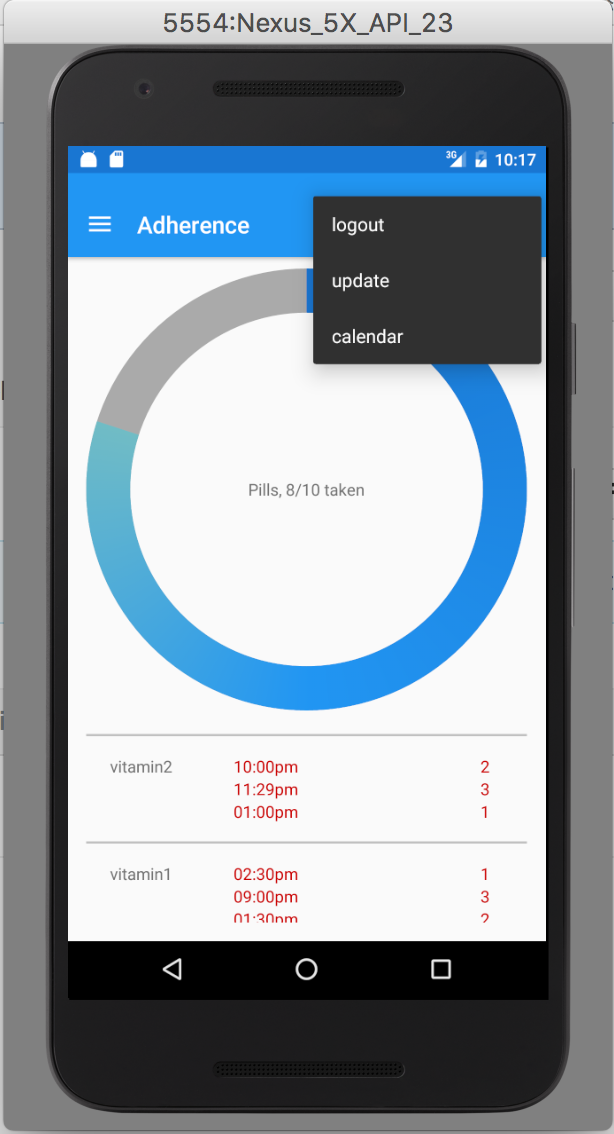 5554:Nexus_5X_API_23
3G 10:17
Adherence
logout
update
calendar
Pills, 8/10 taken
vitamin2 10:00pm 2
11:29pm 3
01:00pm 1
vitamin1 02:30pm 1
09:00pm 3
01:30pm 2